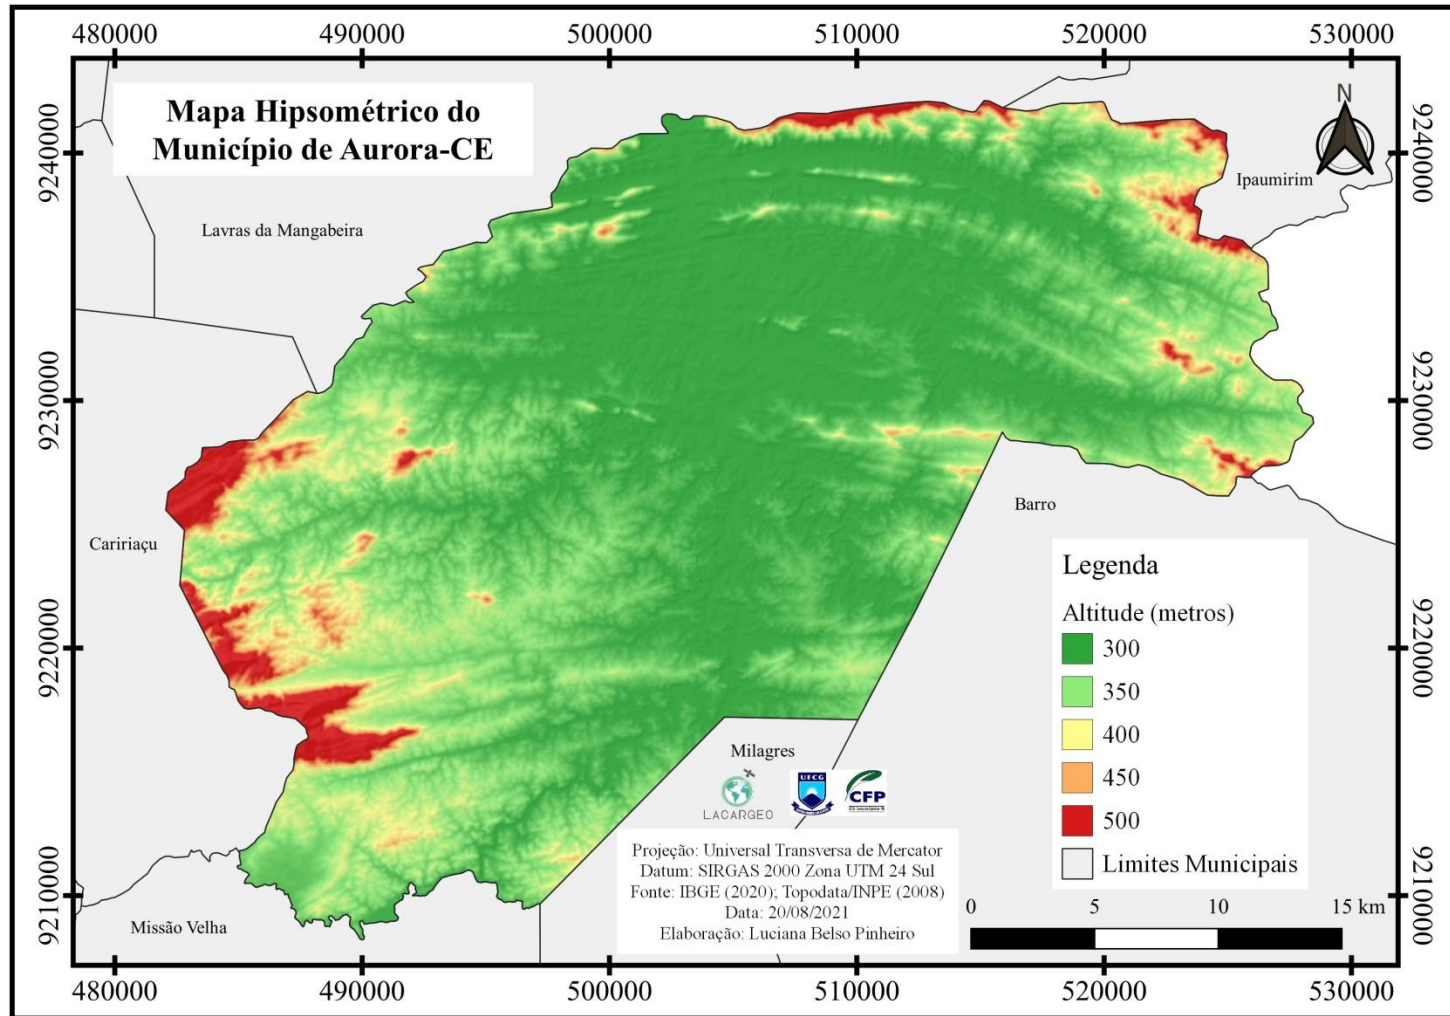 480000 490000 500000 510000 520000 530000
Mapa Hipsométrico do
Município de Aurora-CE
N
9240000 9240000
Ipaumirim
Lavras da Mangabeira
9230000 9230000
Barro
Caririaçu
Legenda
Altitude (metros)
300
350
400
450
500
Limites Municipais
9220000 9220000
Milagres
LACARGEO
UFCG
CFP
Projeção: Universal Transversa de Mercator
Datum: SIRGAS 2000 Zona UTM 24 Sul
Fonte: IBGE (2020); Topodata/INPE (2008)
Data: 20/08/2021
Elaboração: Luciana Belso Pinheiro
9210000 9210000
Missão Velha
0 5 10 15 km
480000 490000 500000 510000 520000 530000